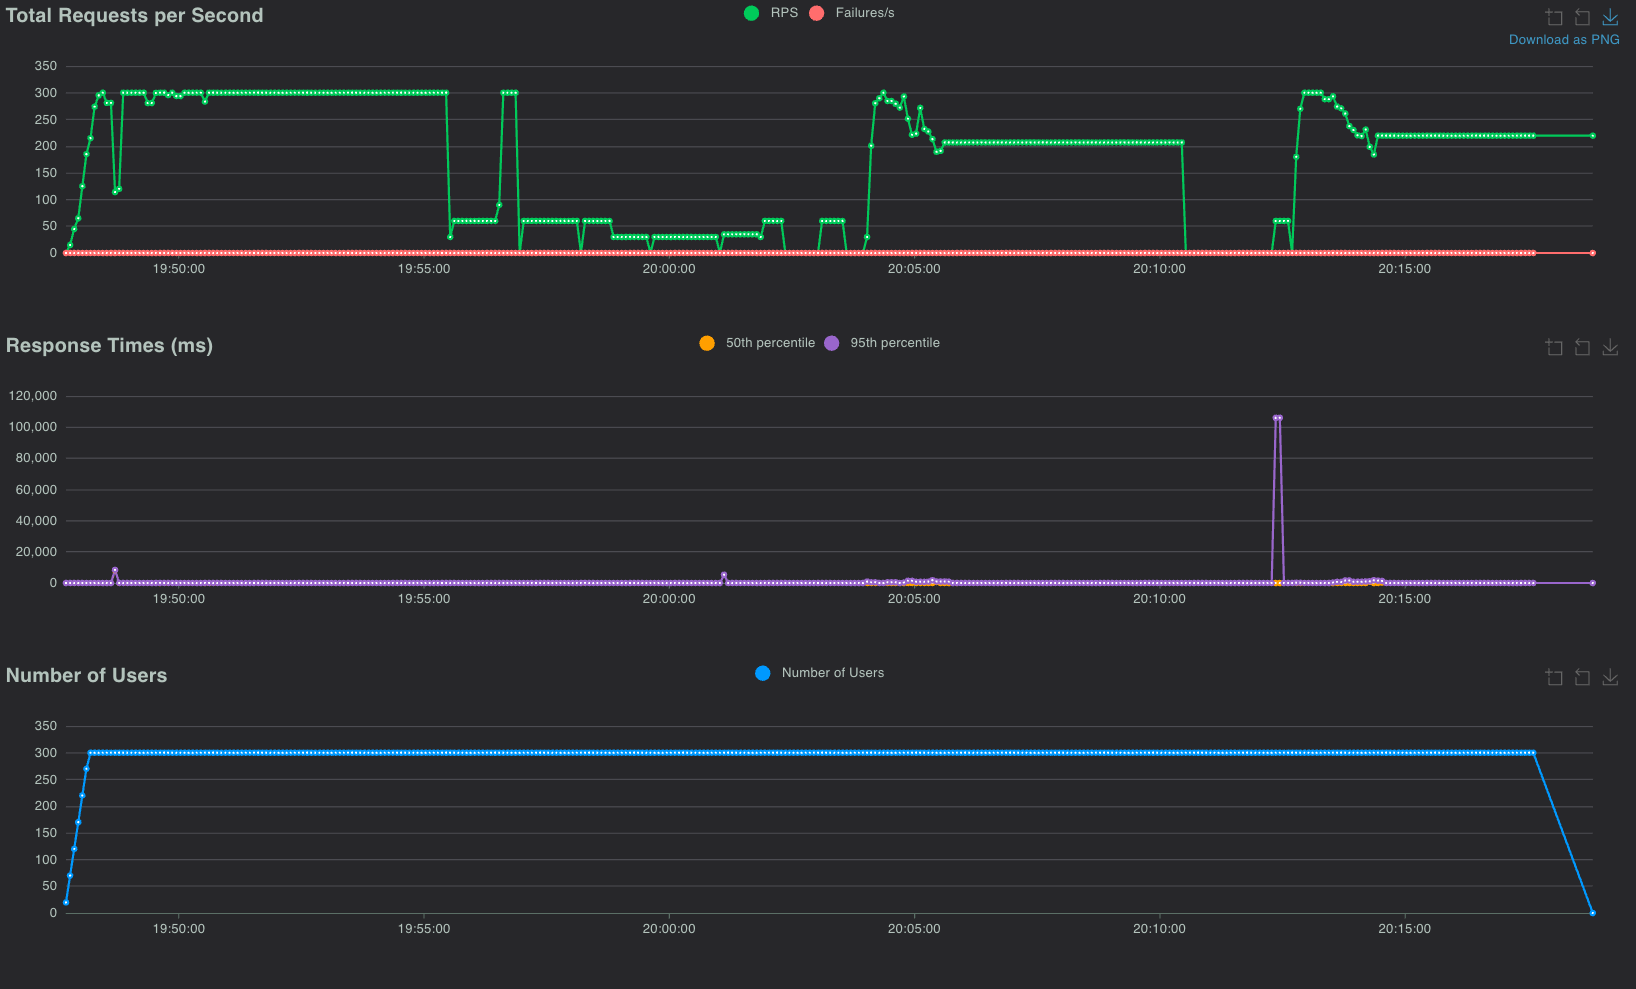 Total Requests per Second
RPS Failures/s
Download as PNG
350
300
250
200
150
100
50
0
19:50:00 19:55:00 20:00:00 20:05:00 20:10:00 20:15:00
Response Times (ms)
50th percentile 95th percentile
120,000
100,000
80,000
60,000
40,000
20,000
0
19:50:00 19:55:00 20:00:00 20:05:00 20:10:00 20:15:00
Number of Users
Number of Users
350
300
250
200
150
100
50
0
19:50:00 19:55:00 20:00:00 20:05:00 20:10:00 20:15:00